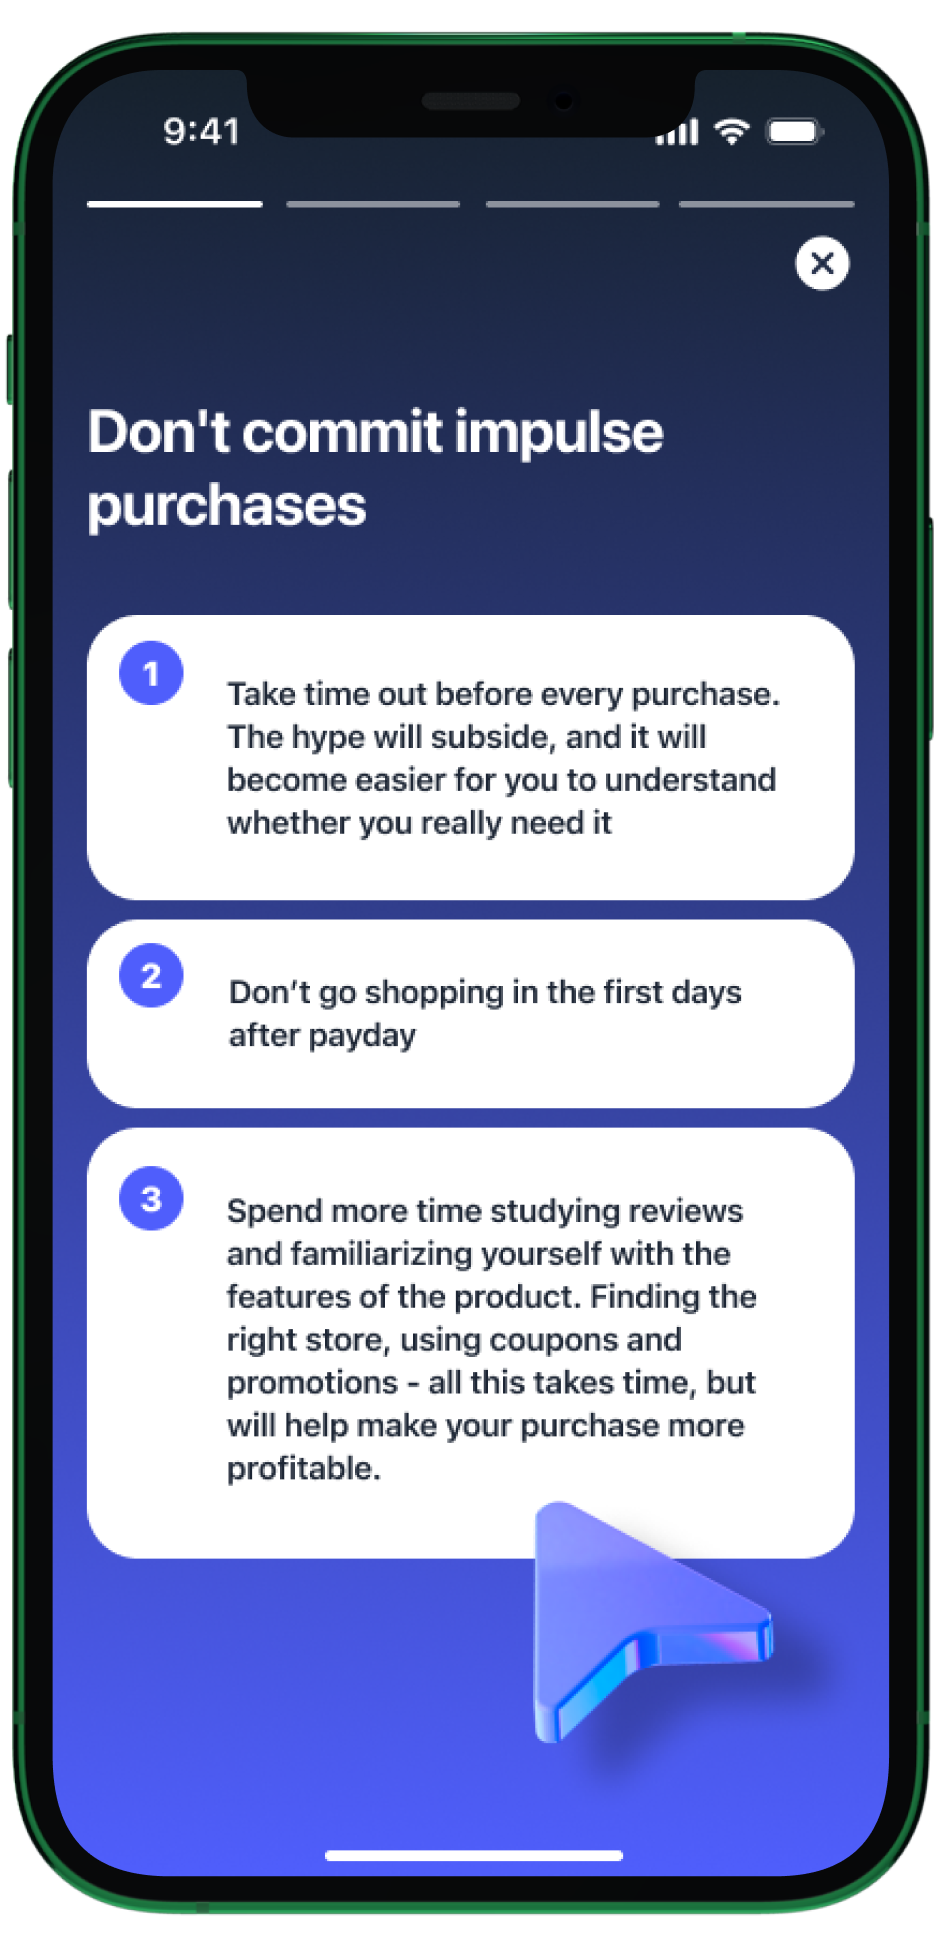 9:41
Don't commit impulse
purchases
1
Take time out before every purchase.
The hype will subside, and it will
become easier for you to understand
whether you really need it
2
Don’t go shopping in the first days
after payday
3
Spend more time studying reviews
and familiarizing yourself with the
features of the product. Finding the
right store, using coupons and
promotions - all this takes time, but
will help make your purchase more
profitable.